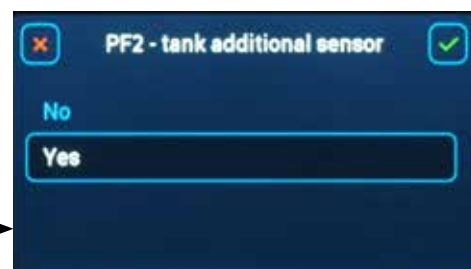 PF2 - tank additional sensor
No
Yes